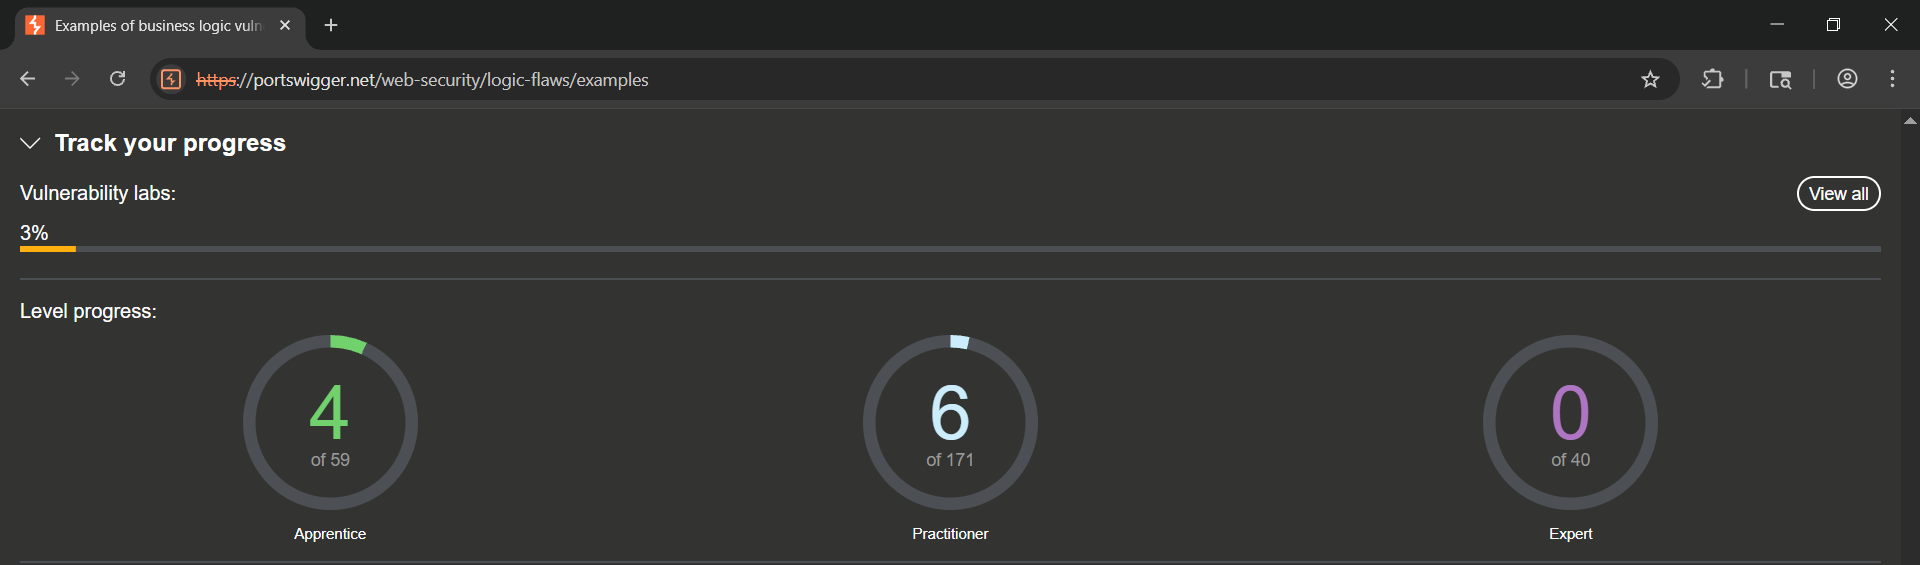 Examples of business logic vuln
https://portswigger.net/web-security/logic-flaws/examples
Track your progress
Vulnerability labs:
View all
3%
Level progress:
4
of 59
Apprentice
6
of 171
Practitioner
0
of 40
Expert